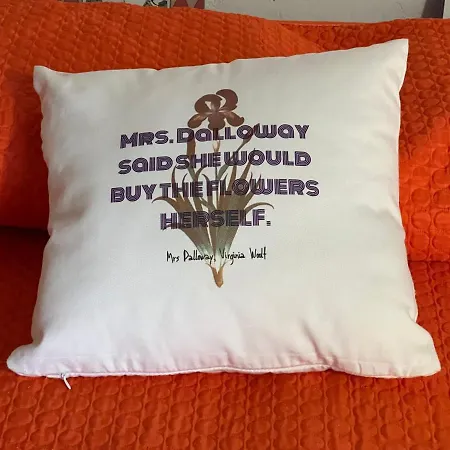 MRS. DALLOWAY
SAID SHE WOULD
BUY THE FLOWERS
HERSELF.
Mrs Dalloway, Virginia Woolf